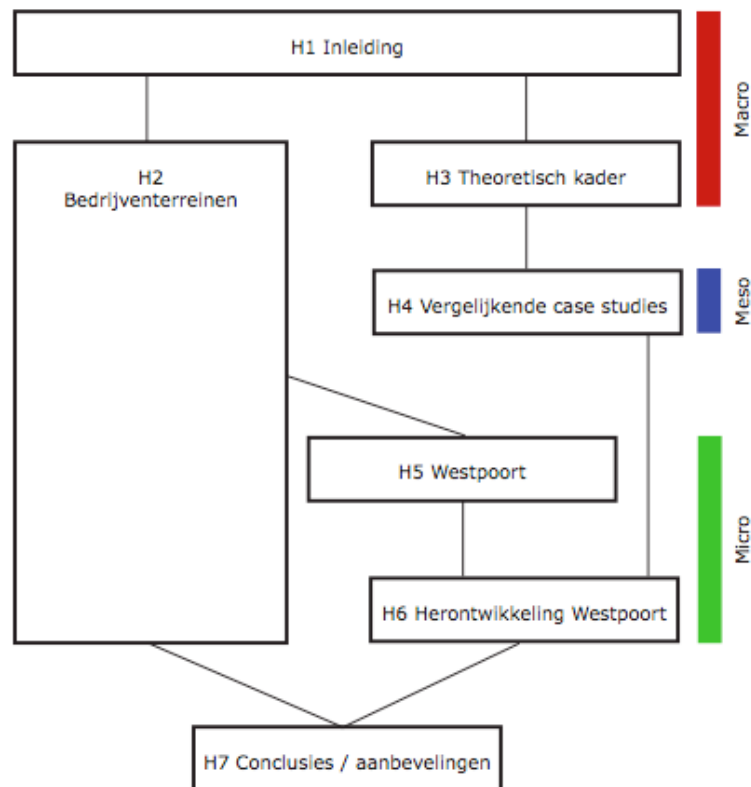 H1 Inleiding
Macro
H2
Bedrijventerreinen
H3 Theoretisch kader
H4 Vergelijkende case studies
Meso
H5 Westpoort
Micro
H6 Herontwikkeling Westpoort
H7 Conclusies / aanbevelingen